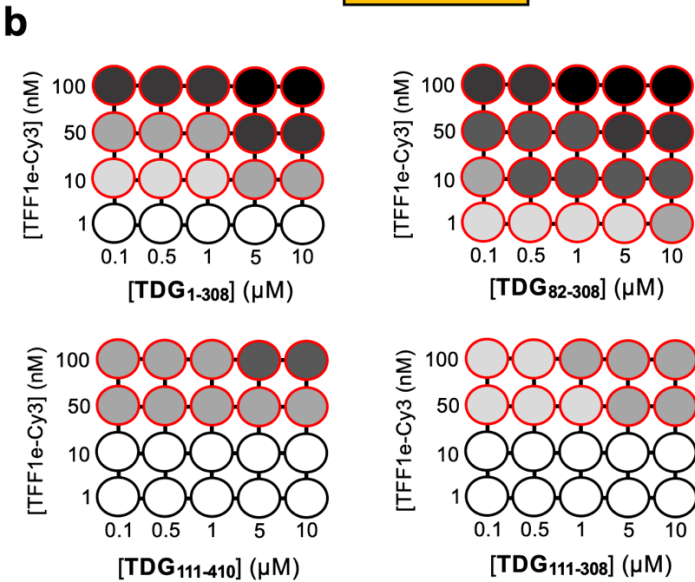 b
[TFF1e-Cy3] (nM)
100
50
10
1
0.1 0.5 1 5 10
[TDG1-308] (μM)
[TFF1e-Cy3] (nM)
100
50
10
1
0.1 0.5 1 5 10
[TDG82-308] (μM)
[TFF1e-Cy3] (nM)
100
50
10
1
0.1 0.5 1 5 10
[TDG111-410] (μM)
[TFF1e-Cy3 (nM)
100
50
10
1
0.1 0.5 1 5 10
[TDG111-308] (μM)